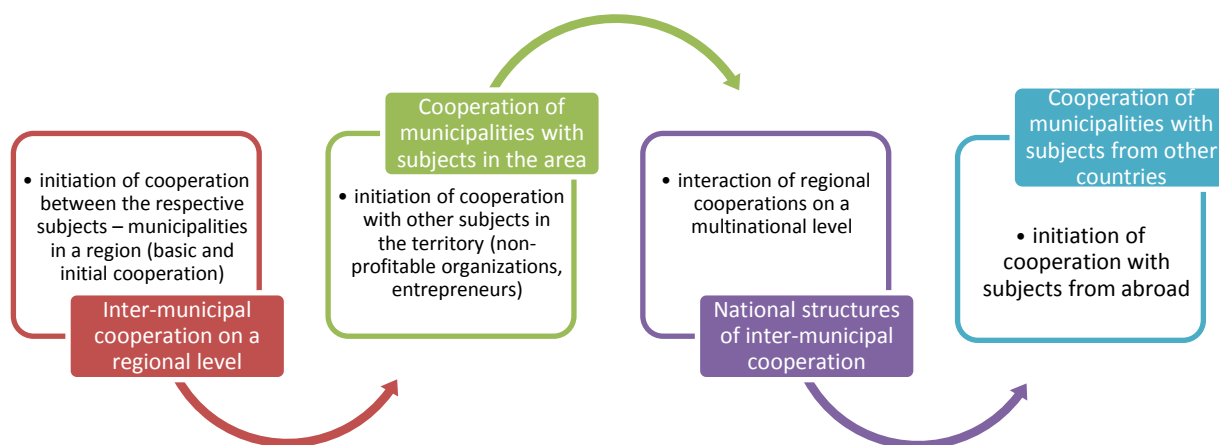 • initiation of cooperation
between the respective
subjects – municipalities
in a region (basic and
initial cooperation)
Inter-municipal
cooperation on a
regional level
Cooperation of
municipalities with
subjects in the area
• initiation of cooperation
with other subjects in
the territory (non-
profitable organizations,
entrepreneurs)
• interaction of regional
cooperations on a
multinational level
National structures
of inter-municipal
cooperation
Cooperation of
municipalities with
subjects from other
countries
• initiation of
cooperation with
subjects from abroad